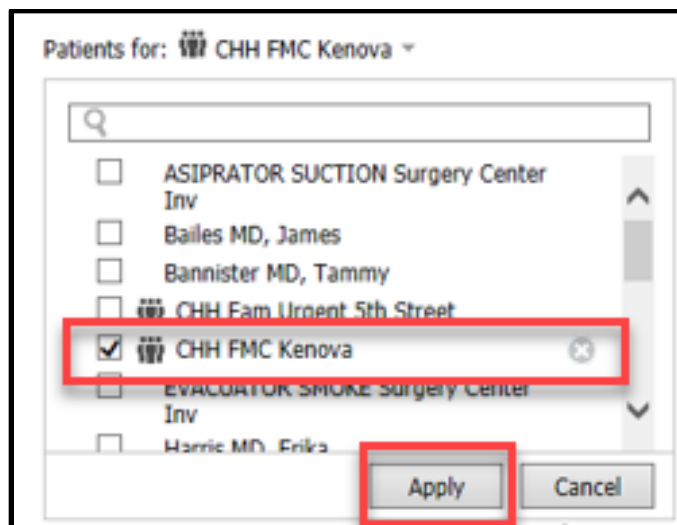 Patients for: CHH FMC Kenova
ASIPRATOR SUCTION Surgery Center
Inv
Bailes MD, James
Bannister MD, Tammy
CHH Fam Urgent 5th Street
CHH FMC Kenova
EVACUATOR SMOKE Surgery Center
Inv
Harris MD, Erika
Apply Cancel